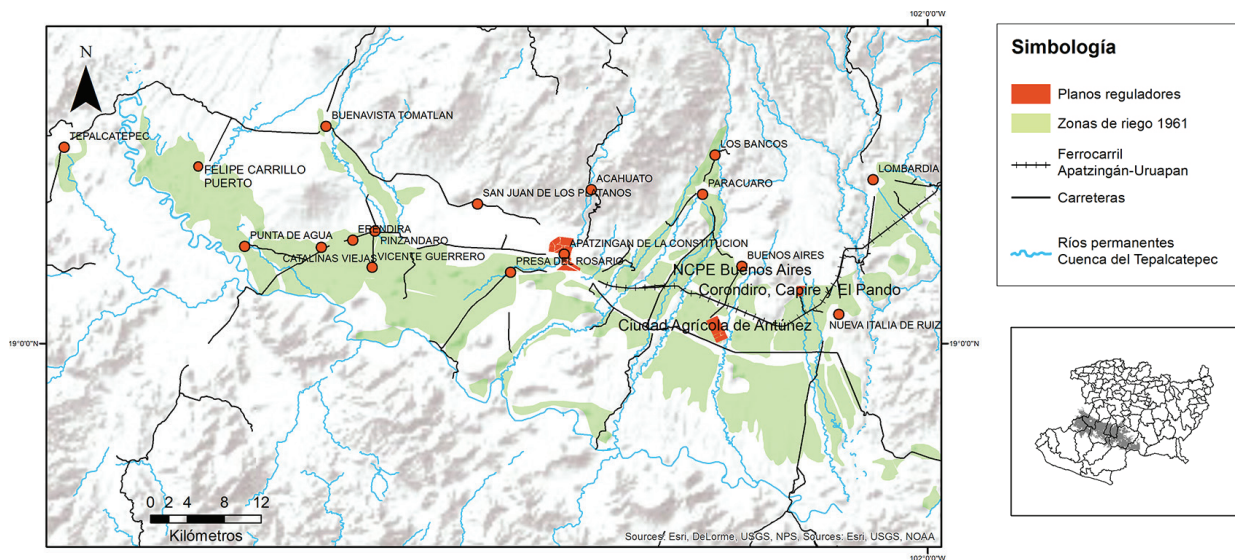 102°0'0"W
N
BUENAVISTA TOMATLAN
TEPALCATEPEC
LOS BANCOS
FELIPE CARRILLO
PUERTO
ACAHUATO
LOMBARDIA
SAN JUAN DE LOS PLATANOS
PARACUARO
PUNTA DE AGUA
ERENDIRA
PINZANDARO
APATZINGAN DE LA CONSTITUCION
CATALINAS VIEJAS
VICENTE GUERRERO
PRESA DEL ROSARIO
BUENOS AIRES
NCPE Buenos Aires
Corondiro, Capire y El Pando
Ciudad Agrícola de Antúnez
NUEVA ITALIA DE RUIZ
19°0'0"N
19°0'0"N
0 2 4 8 12
Kilómetros
Sources: Esri, DeLorme, USGS, NPS, Sources: Esri, USGS, NOAA
102°0'0"W
Simbología
Planos reguladores
Zonas de riego 1961
Ferrocarril
Apatzingán-Uruapan
Carreteras
Ríos permanentes
Cuenca del Tepalcatepec